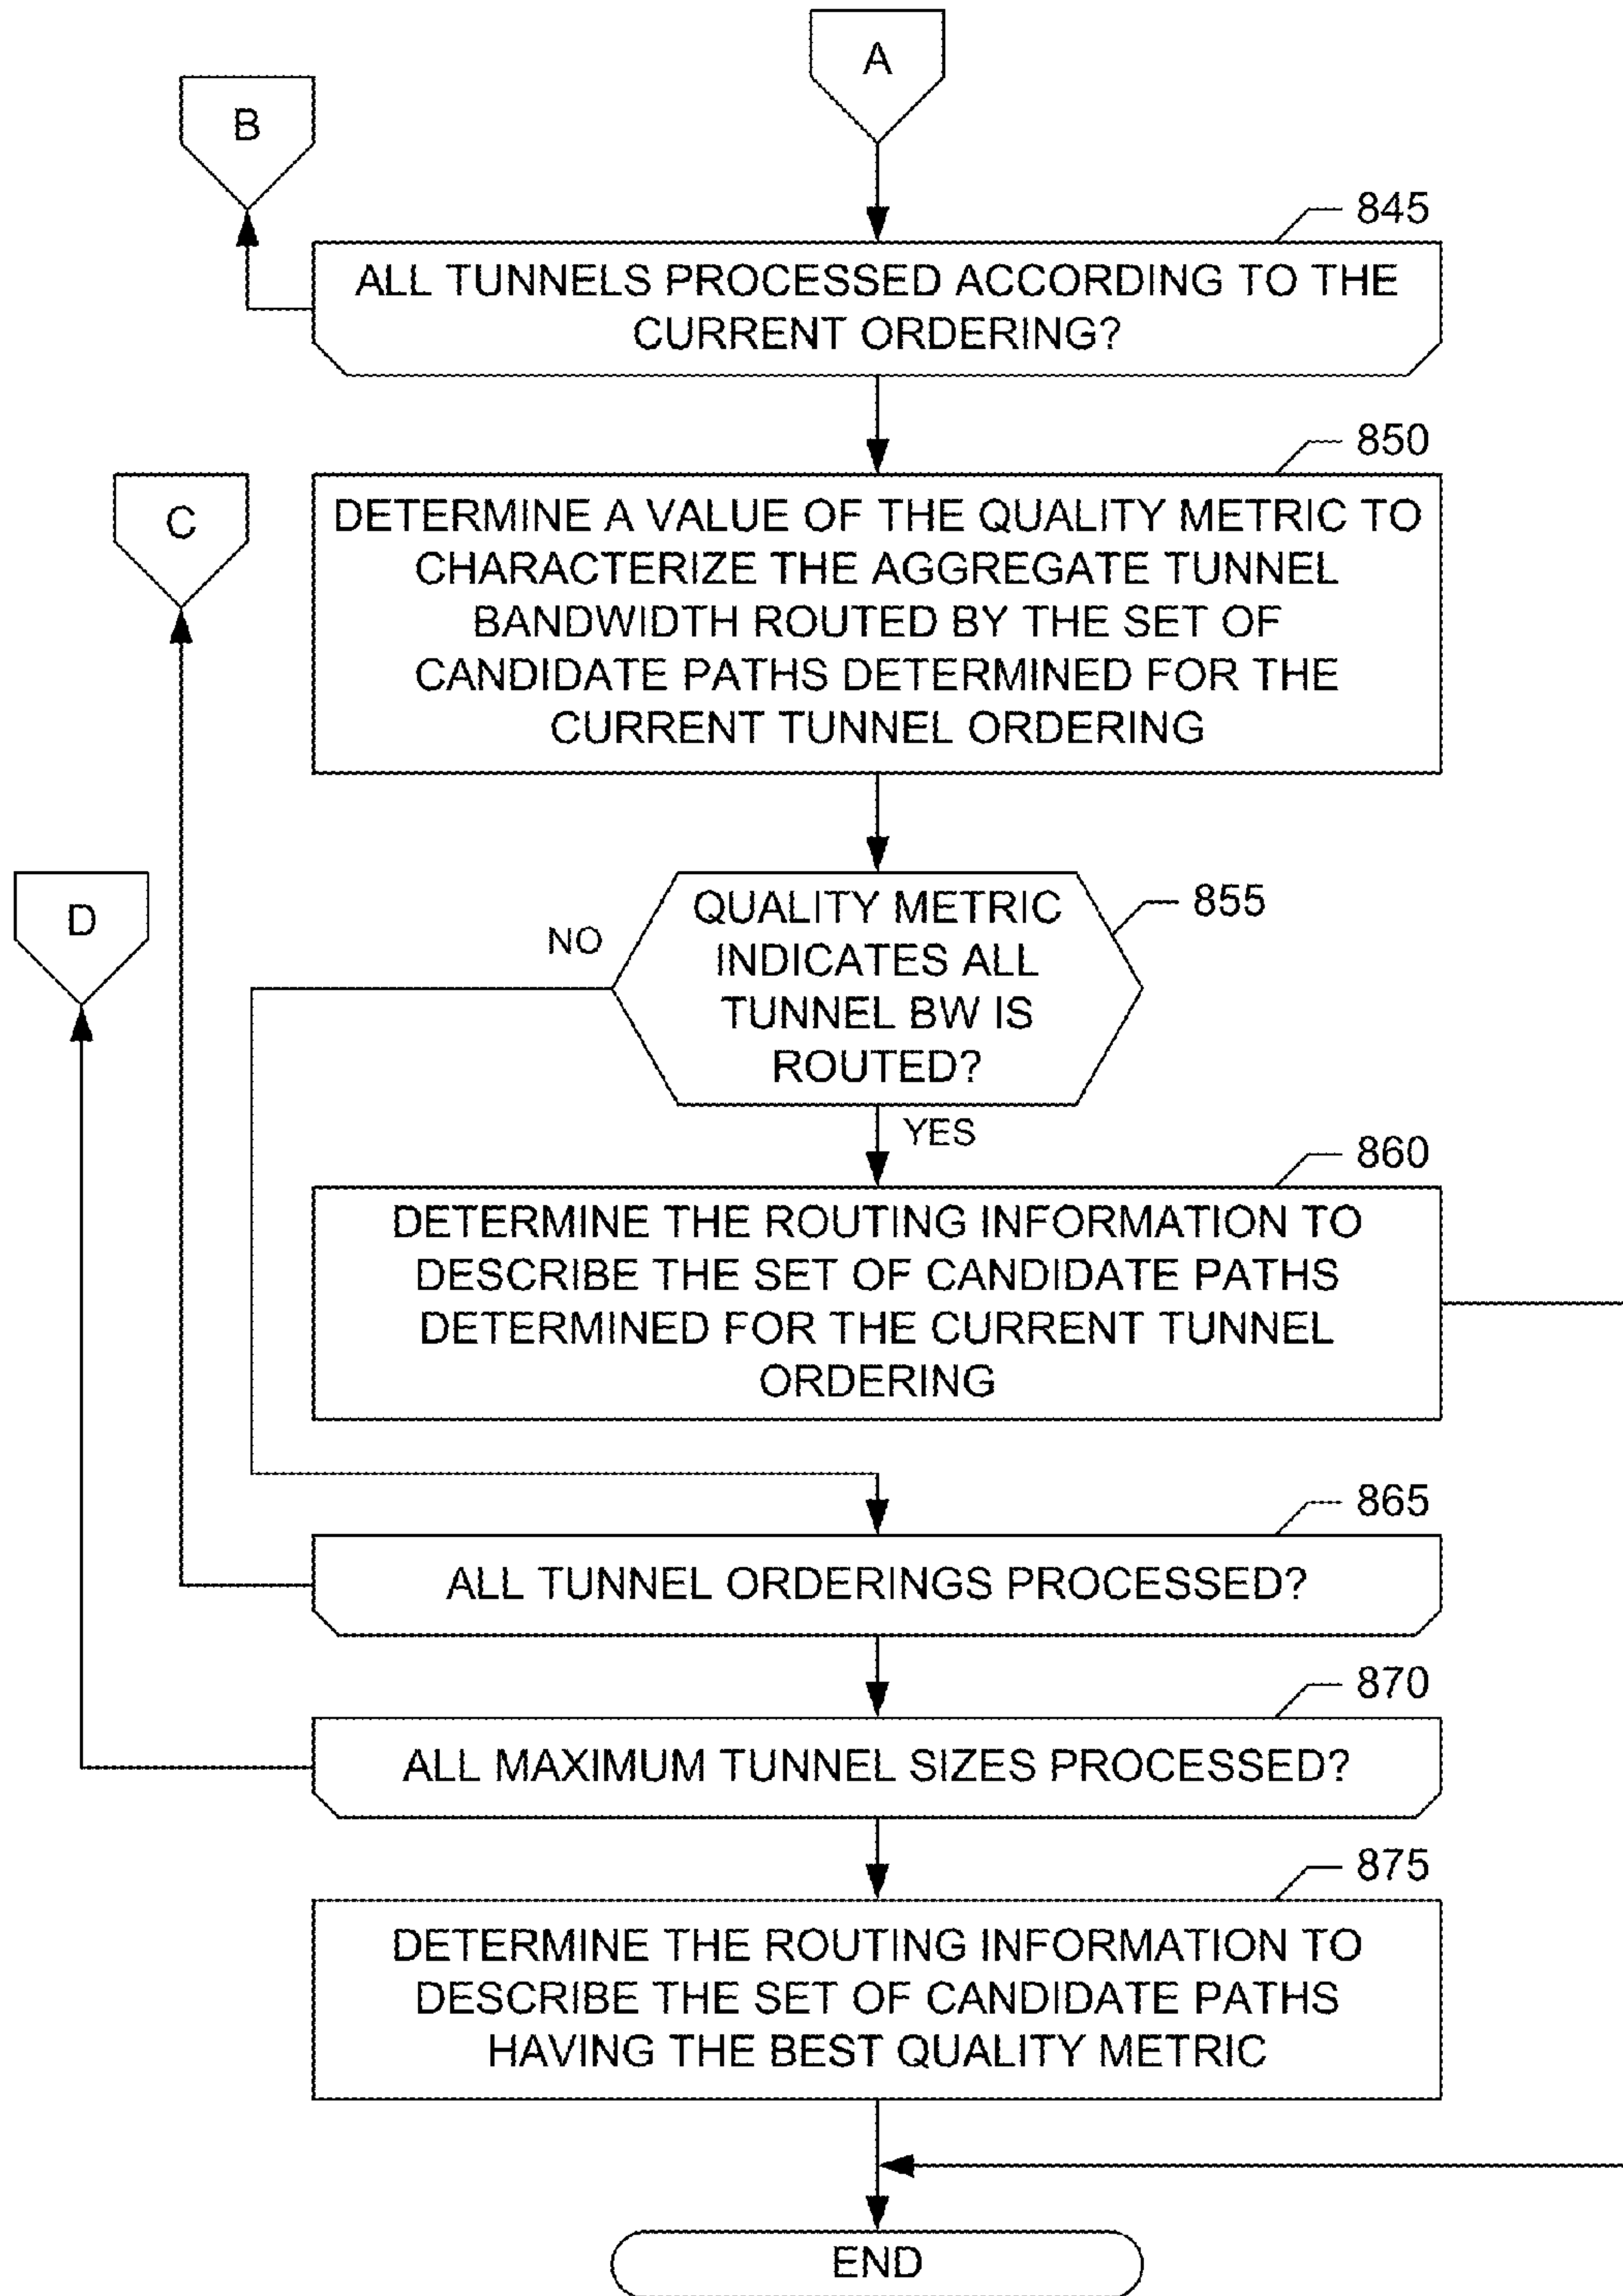 A
B
845
ALL TUNNELS PROCESSED ACCORDING TO THE
CURRENT ORDERING?
850
C
DETERMINE A VALUE OF THE QUALITY METRIC TO
CHARACTERIZE THE AGGREGATE TUNNEL
BANDWIDTH ROUTED BY THE SET OF
CANDIDATE PATHS DETERMINED FOR THE
CURRENT TUNNEL ORDERING
D
855
QUALITY METRIC
INDICATES ALL
TUNNEL BW IS
ROUTED?
NO
YES
860
DETERMINE THE ROUTING INFORMATION TO
DESCRIBE THE SET OF CANDIDATE PATHS
DETERMINED FOR THE CURRENT TUNNEL
ORDERING
865
ALL TUNNEL ORDERINGS PROCESSED?
870
ALL MAXIMUM TUNNEL SIZES PROCESSED?
875
DETERMINE THE ROUTING INFORMATION TO
DESCRIBE THE SET OF CANDIDATE PATHS
HAVING THE BEST QUALITY METRIC
END